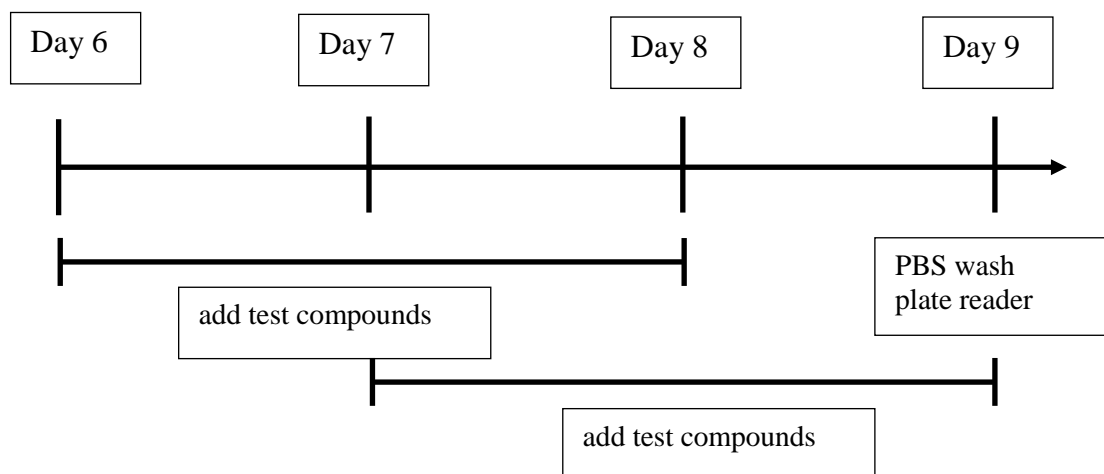 Day 6
Day 7
Day 8
Day 9
PBS wash
plate reader
add test compounds
add test compounds